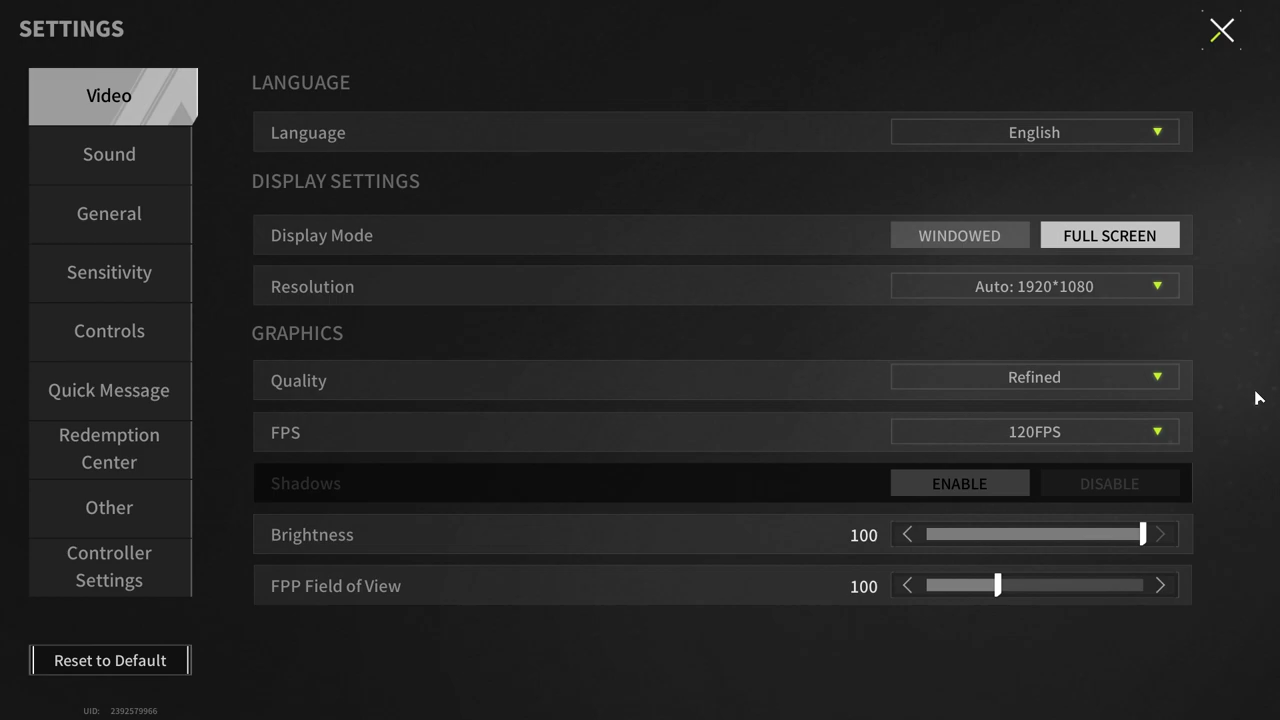 SETTINGS
Video
Sound
General
Sensitivity
Controls
Quick Message
Redemption
Center
Other
Controller
Settings
Reset to Default
UID: 2392579966
LANGUAGE
Language English
DISPLAY SETTINGS
Display Mode WINDOWED FULL SCREEN
Resolution Auto: 1920*1080
GRAPHICS
Quality Refined
FPS 120FPS
Shadows ENABLE DISABLE
Brightness 100
FPP Field of View 100